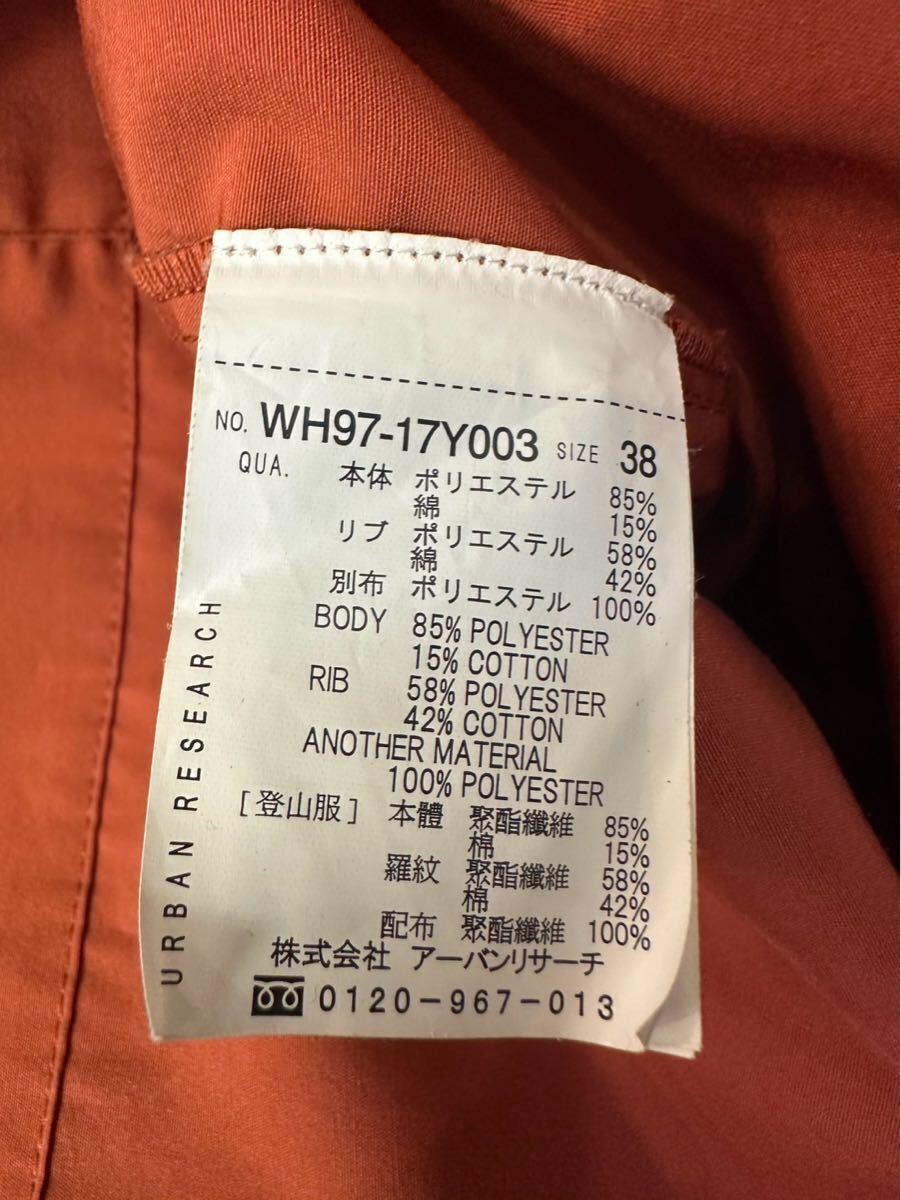 NO. WH97-17Y003 SIZE 38
QUA. 本体 ポリエステル 85%
綿 15%
リブ ポリエステル 58%
綿 42%
別布 ポリエステル 100%
BODY 85% POLYESTER
15% COTTON
RIB 58% POLYESTER
42% COTTON
ANOTHER MATERIAL
100% POLYESTER
[登山服] 本體 聚酯纖維 85%
棉 15%
羅紋 聚酯纖維 58%
棉 42%
配布 聚酯纖維 100%
株式会社 アーバンリサーチ
0120-967-013
URBAN RESEARCH